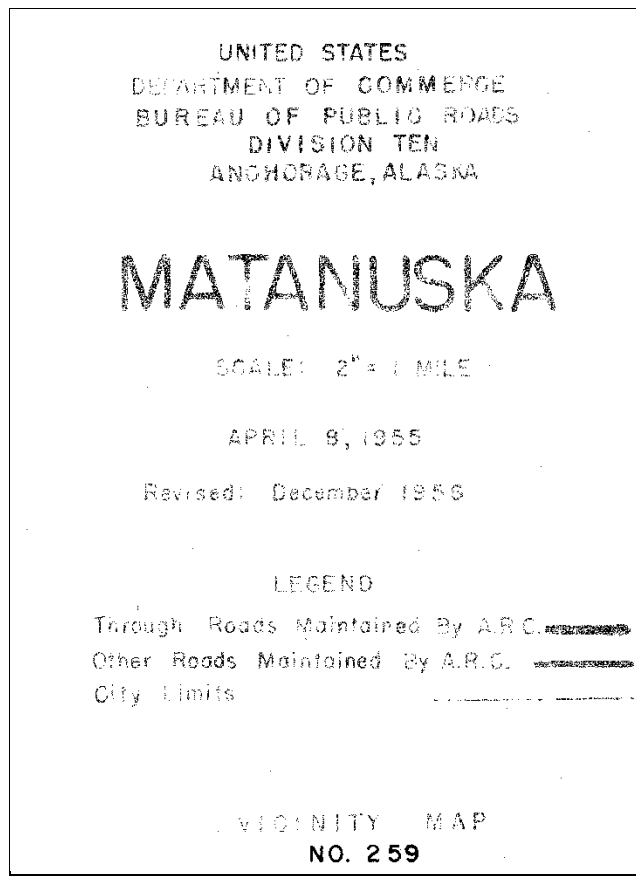 UNITED STATES
DEPARTMENT OF COMMERCE
BUREAU OF PUBLIC ROADS
DIVISION TEN
ANCHORAGE, ALASKA
MATANUSKA
SCALE: 2" = 1 MILE
APRIL 8, 1955
Revised: December 1956
LEGEND
Through Roads Maintained By A.R.C.
Other Roads Maintained By A.R.C.
City Limits
VICINITY MAP
NO. 259